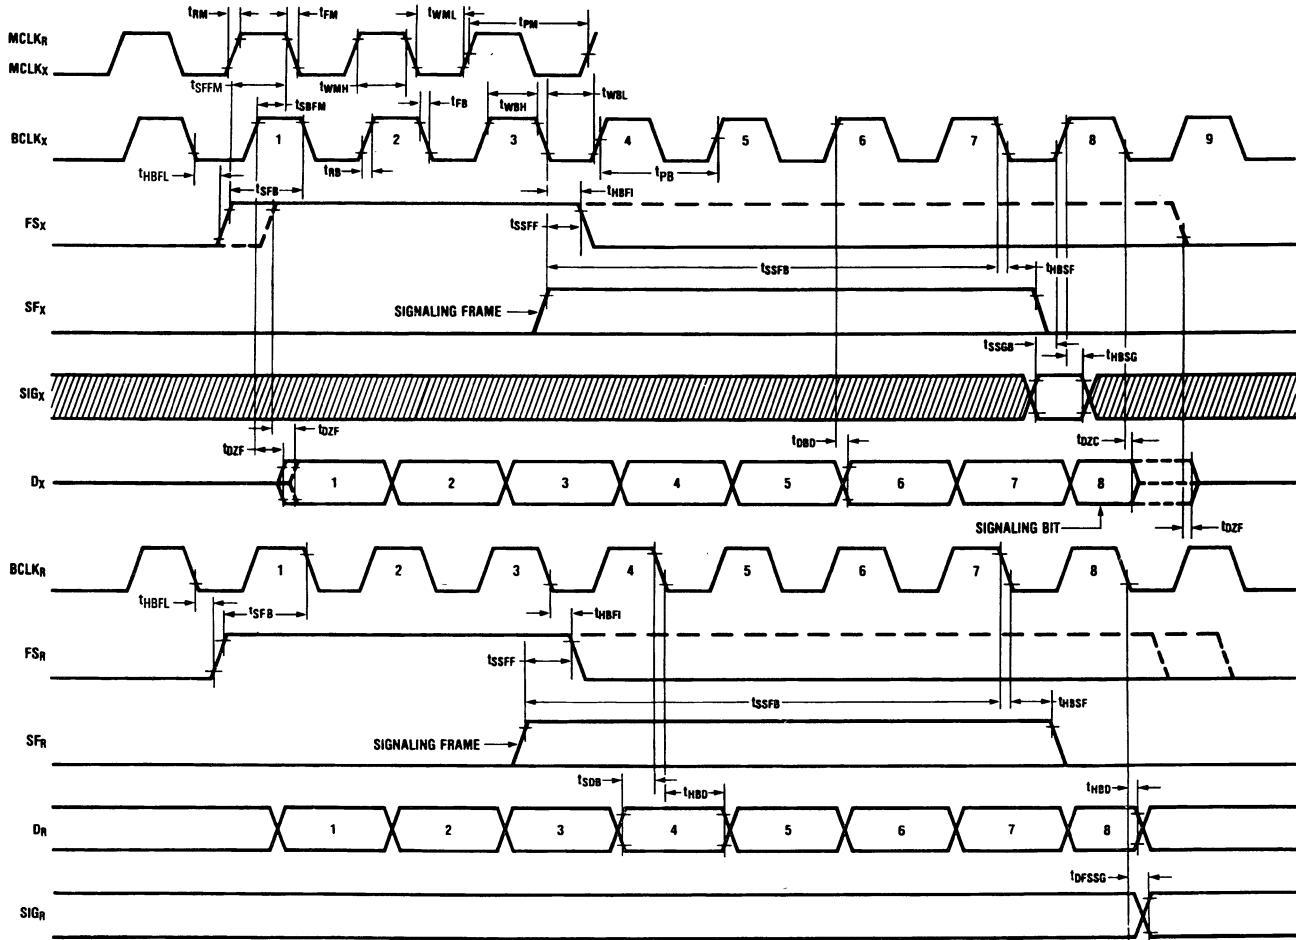 tRM tFM tWML tPM
MCLKR
MCLKX
tSFFM tWMH tWBH tWBL
tSBFM tFB
BCLKX 1 2 3 4 5 6 7 8 9
tHBFL tSFB tRB tPB
tHBFI
FSX tSSFF
tSSFB tHBSF
SFX SIGNALING FRAME
tSSGB tHBSG
SIGX
tDZF tDZF tDBD tDZC
DX 1 2 3 4 5 6 7 8
SIGNALING BIT tDZF
BCLKR 1 2 3 4 5 6 7 8
tHBFL tSFB tHBFI
FSR tSSFF
tSSFB tHBSF
SFR SIGNALING FRAME
tSDB tHBD tHBD
DR 1 2 3 4 5 6 7 8
tDFSSG
SIGR